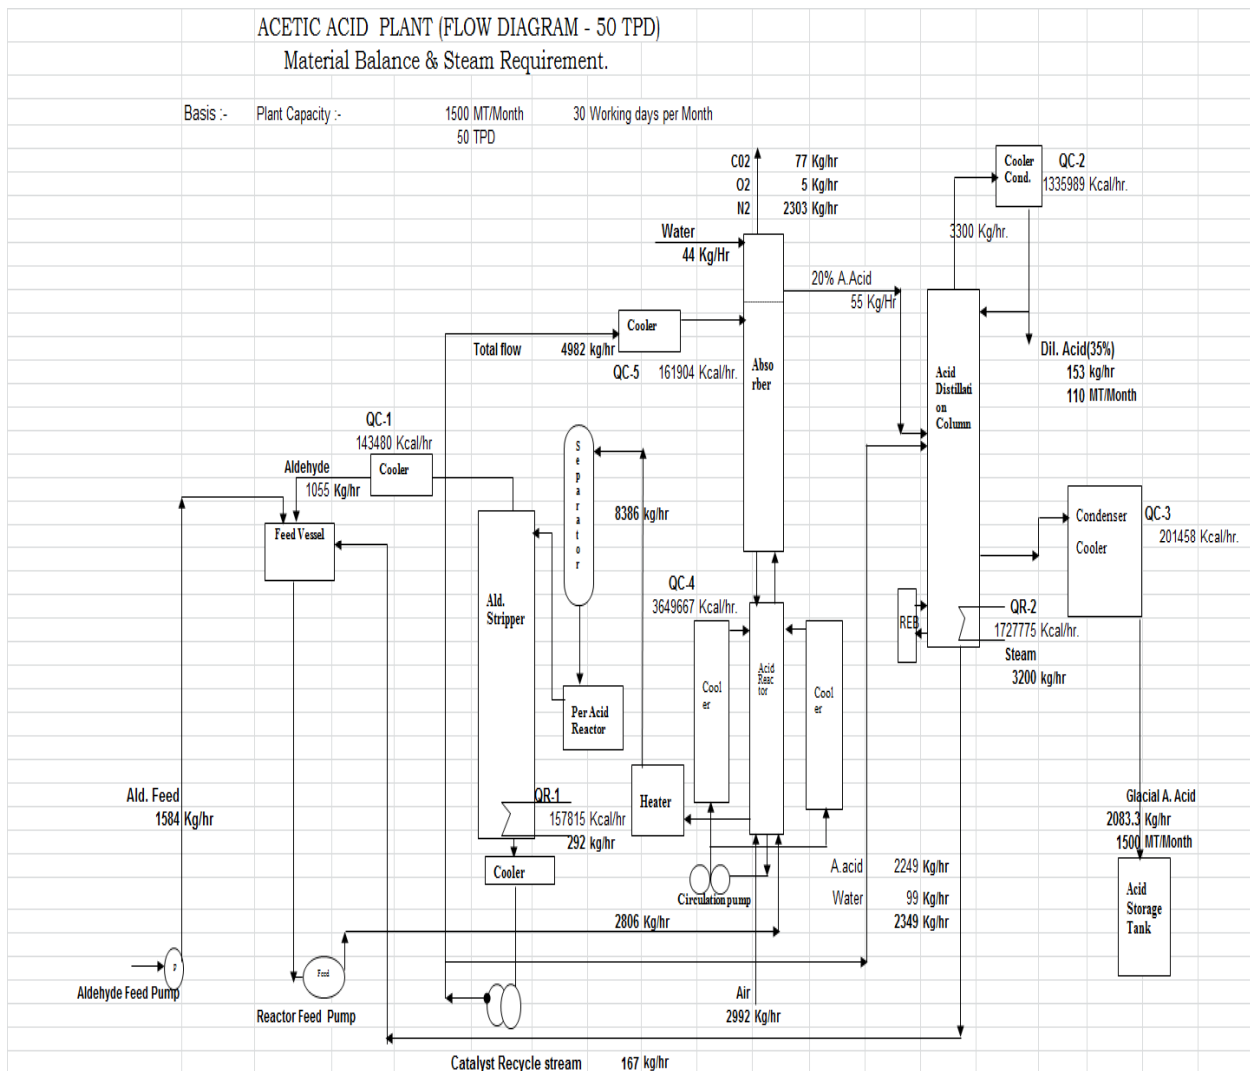 ACETIC ACID PLANT (FLOW DIAGRAM - 50 TPD)
Material Balance & Steam Requirement.
Basis :- Plant Capacity :- 1500 MT/Month 30 Working days per Month
50 TPD
C02 77 Kg/hr
O2 5 Kg/hr
N2 2303 Kg/hr
Cooler
Cond.
QC-2
1335989 Kcal/hr.
3300 Kg/hr.
Water
44 Kg/Hr
20% A.Acid
55 Kg/Hr
Cooler
Total flow 4982 kg/hr
QC-5 161904 Kcal/hr.
Abso
rber
Acid
Distillati
on
Column
Dil. Acid(35%)
153 kg/hr
110 MT/Month
QC-1
143480 Kcal/hr
Cooler
Aldehyde
1055 Kg/hr
Feed Vessel
S
e
p
a
r
a
t
o
r
8386 kg/hr
Condenser
Cooler
QC-3
201458 Kcal/hr.
Ald.
Stripper
QC-4
3649667 Kcal/hr.
REB
QR-2
1727775 Kcal/hr.
Steam
3200 kg/hr
Per Acid
Reactor
Cool
er
Acid
Reac
tor
Cool
er
Heater
QR-1
157815 Kcal/hr
292 kg/hr
Cooler
Ald. Feed
1584 Kg/hr
Glacial A. Acid
2083.3 Kg/hr
1500 MT/Month
Acid
Storage
Tank
Circulation pump
A.acid 2249 Kg/hr
Water 99 Kg/hr
2349 Kg/hr
2806 Kg/hr
P
Aldehyde Feed Pump
Feed
Reactor Feed Pump
Air
2992 Kg/hr
Catalyst Recycle stream 167 kg/hr